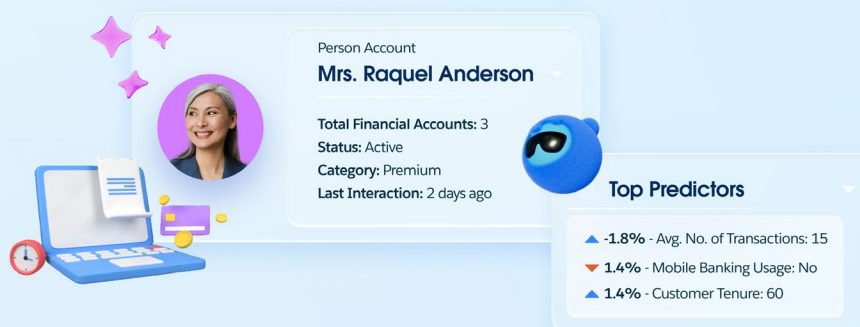 Person Account
Mrs. Raquel Anderson
Total Financial Accounts: 3
Status: Active
Category: Premium
Last Interaction: 2 days ago
Top Predictors
-1.8% - Avg. No. of Transactions: 15
1.4% - Mobile Banking Usage: No
1.4% - Customer Tenure: 60